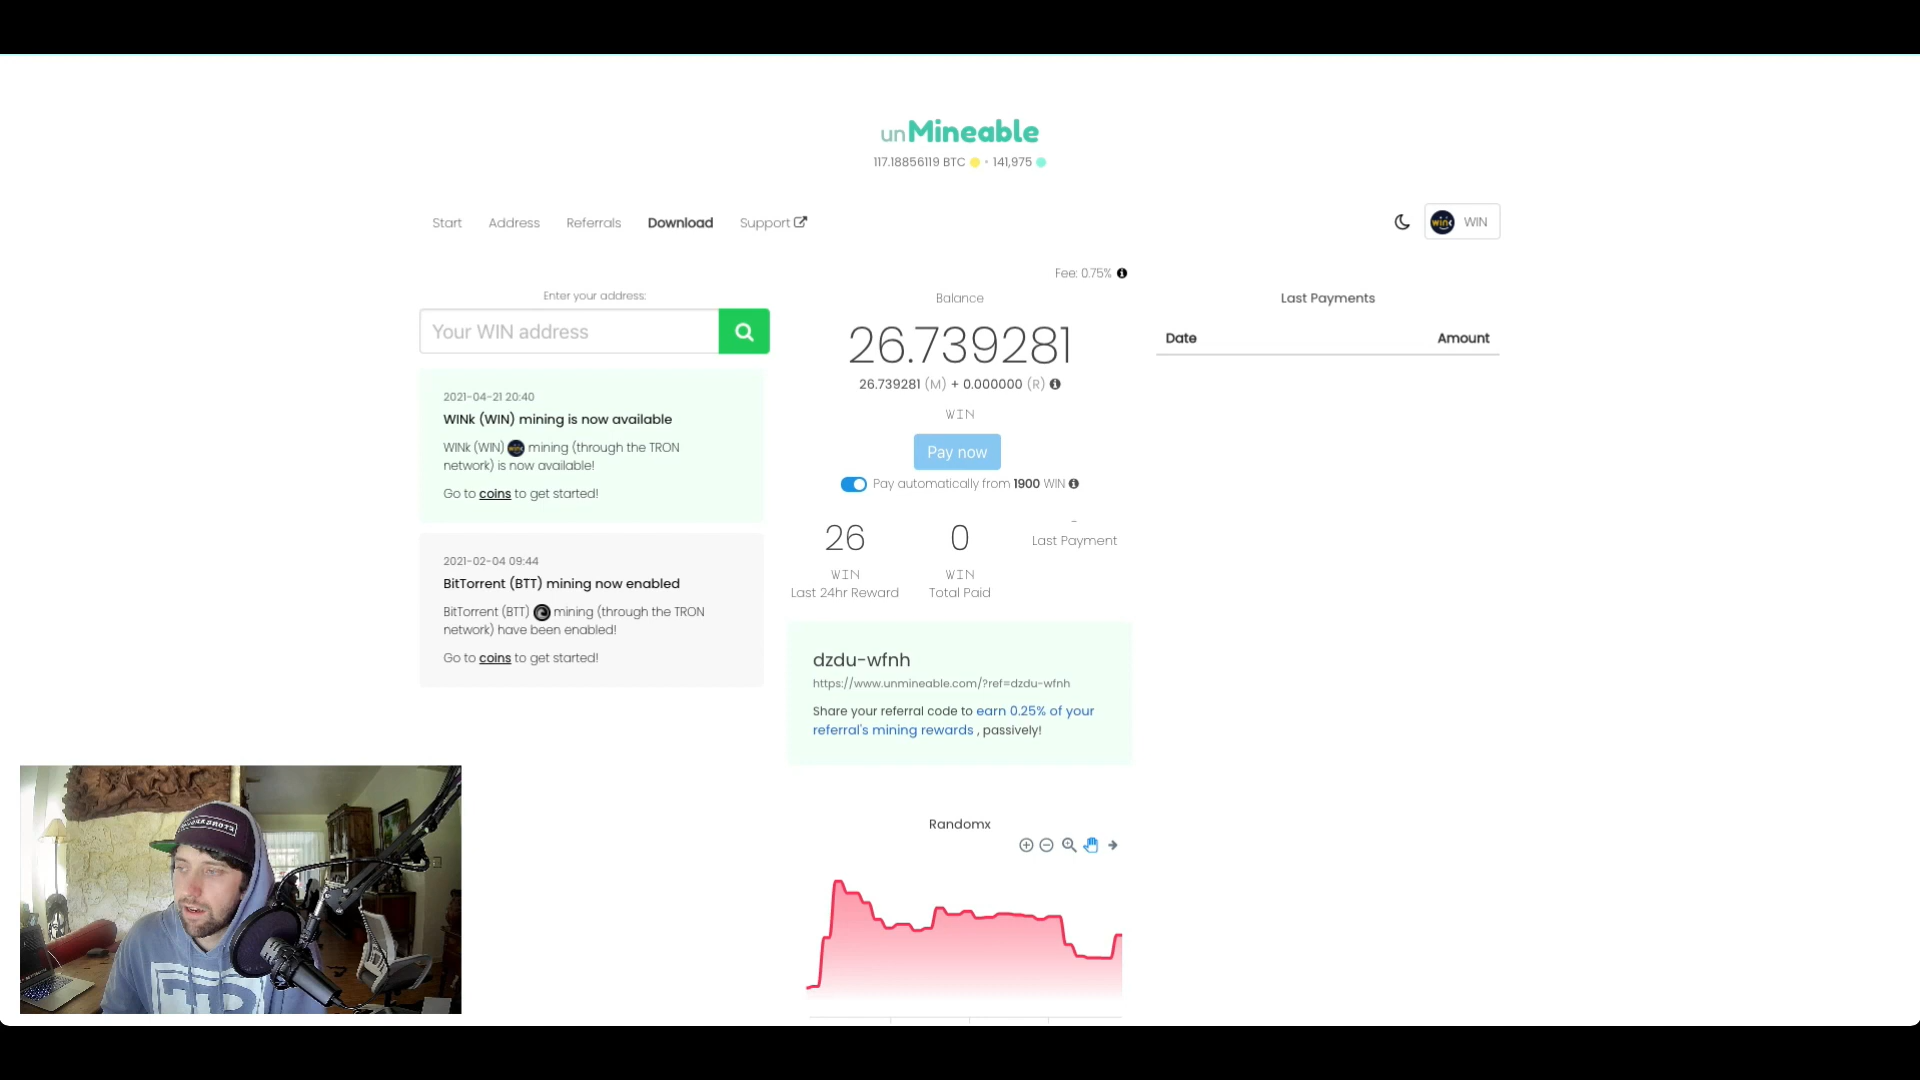 unMineable
117.18856119 BTC • 141,975
Start Address Referrals Download Support
WIN
Fee: 0.75%
Enter your address:
Your WIN address
2021-04-21 20:40
WINk (WIN) mining is now available
WINk (WIN) mining (through the TRON
network) is now available!
Go to coins to get started!
2021-02-04 09:44
BitTorrent (BTT) mining now enabled
BitTorrent (BTT) mining (through the TRON
network) have been enabled!
Go to coins to get started!
Balance
26.739281
26.739281 (M) + 0.000000 (R)
WIN
Pay now
Pay automatically from 1900 WIN
26
WIN
Last 24hr Reward
0
WIN
Total Paid
-
Last Payment
dzdu-wfnh
https://www.unmineable.com/?ref=dzdu-wfnh
Share your referral code to earn 0.25% of your
referral's mining rewards , passively!
Randomx
Last Payments
Date Amount